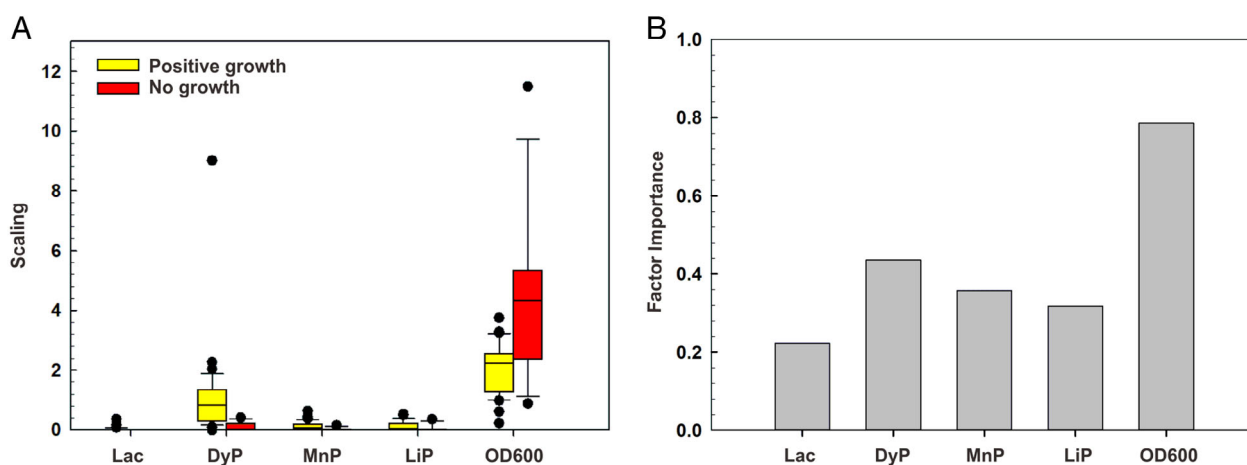 A
Scaling
12
10
8
6
4
2
0
Positive growth
No growth
Lac DyP MnP LiP OD600
B
Factor Importance
1.0
0.8
0.6
0.4
0.2
0.0
Lac DyP MnP LiP OD600